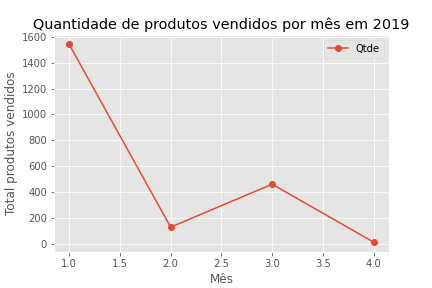 Quantidade de produtos vendidos por mês em 2019
Qtde
Total produtos vendidos
1600
1400
1200
1000
800
600
400
200
0
1.0 1.5 2.0 2.5 3.0 3.5 4.0
Mês